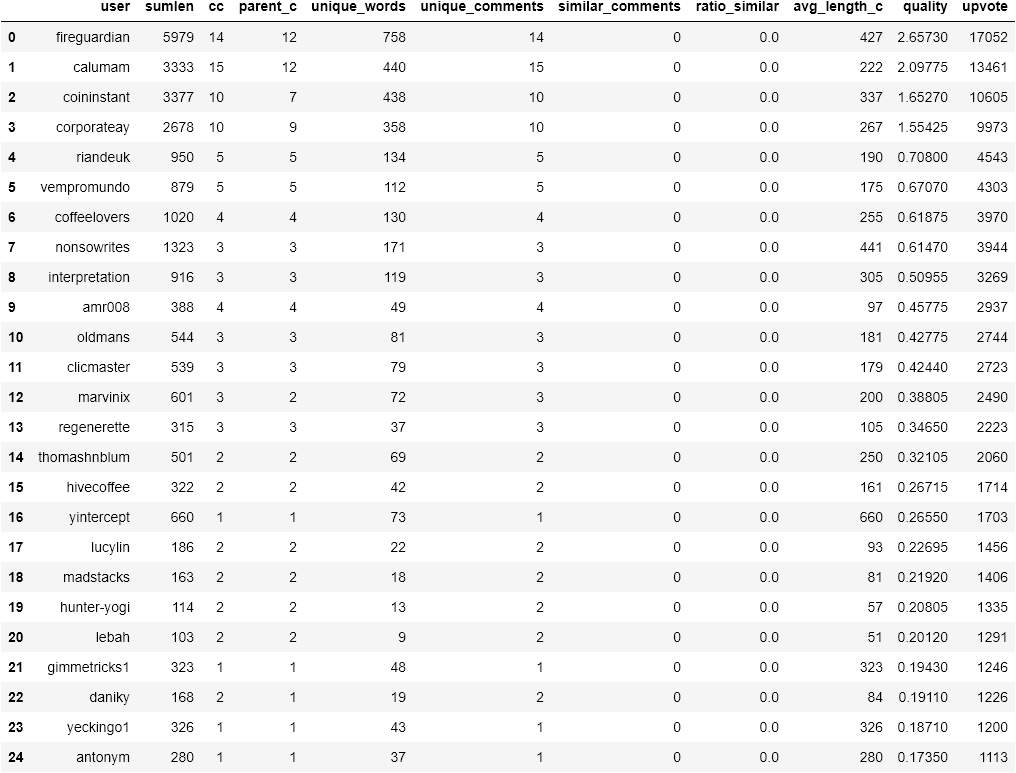 user sumlen cc parent_c unique_words unique_comments similar_comments ratio_similar avg_length_c quality upvote
0 fireguardian 5979 14 12 758 14 0 0.0 427 2.65730 17052
1 calumam 3333 15 12 440 15 0 0.0 222 2.09775 13461
2 coininstant 3377 10 7 438 10 0 0.0 337 1.65270 10605
3 corporateay 2678 10 9 358 10 0 0.0 267 1.55425 9973
4 riandeuk 950 5 5 134 5 0 0.0 190 0.70800 4543
5 vempromundo 879 5 5 112 5 0 0.0 175 0.67070 4303
6 coffeelovers 1020 4 4 130 4 0 0.0 255 0.61875 3970
7 nonsowrites 1323 3 3 171 3 0 0.0 441 0.61470 3944
8 interpretation 916 3 3 119 3 0 0.0 305 0.50955 3269
9 amr008 388 4 4 49 4 0 0.0 97 0.45775 2937
10 oldmans 544 3 3 81 3 0 0.0 181 0.42775 2744
11 clicmaster 539 3 3 79 3 0 0.0 179 0.42440 2723
12 marvinix 601 3 2 72 3 0 0.0 200 0.38805 2490
13 regenerette 315 3 3 37 3 0 0.0 105 0.34650 2223
14 thomashnblum 501 2 2 69 2 0 0.0 250 0.32105 2060
15 hivecoffee 322 2 2 42 2 0 0.0 161 0.26715 1714
16 yintercept 660 1 1 73 1 0 0.0 660 0.26550 1703
17 lucylin 186 2 2 22 2 0 0.0 93 0.22695 1456
18 madstacks 163 2 2 18 2 0 0.0 81 0.21920 1406
19 hunter-yogi 114 2 2 13 2 0 0.0 57 0.20805 1335
20 lebah 103 2 2 9 2 0 0.0 51 0.20120 1291
21 gimmetricks1 323 1 1 48 1 0 0.0 323 0.19430 1246
22 daniky 168 2 1 19 2 0 0.0 84 0.19110 1226
23 yeckingo1 326 1 1 43 1 0 0.0 326 0.18710 1200
24 antonym 280 1 1 37 1 0 0.0 280 0.17350 1113